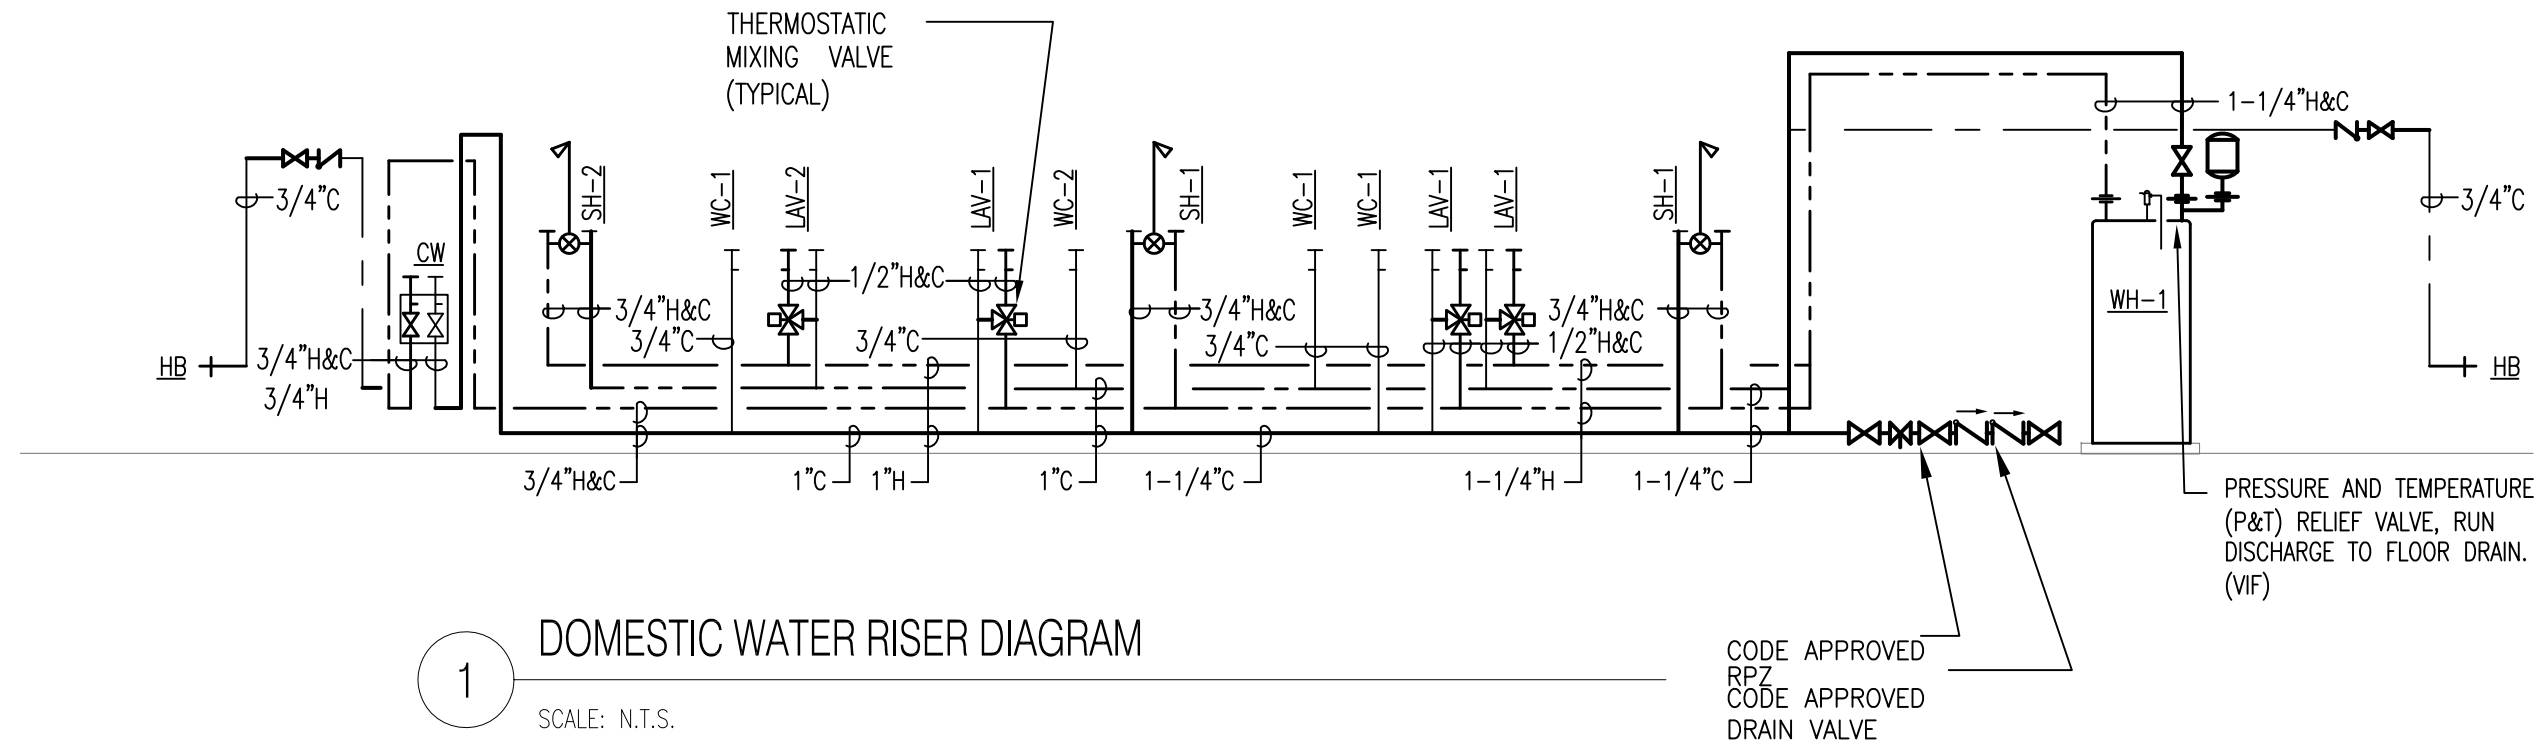 THERMOSTATIC
MIXING VALVE
(TYPICAL)
1-1/4"H&C
3/4"C
3/4"C
CW
SH-2
WC-1
LAV-2
LAV-1
WC-2
SH-1
WC-1
WC-1
LAV-1
LAV-1
SH-1
1/2"H&C
WH-1
3/4"H&C
3/4"C
3/4"C
3/4"H&C
3/4"C
3/4"H&C
1/2"H&C
HB
3/4"H&C
3/4"H
HB
3/4"H&C
1"C
1"H
1"C
1-1/4"C
1-1/4"H
1-1/4"C
PRESSURE AND TEMPERATURE
(P&T) RELIEF VALVE, RUN
DISCHARGE TO FLOOR DRAIN.
(VIF)
1
DOMESTIC WATER RISER DIAGRAM
SCALE: N.T.S.
CODE APPROVED
RPZ
CODE APPROVED
DRAIN VALVE